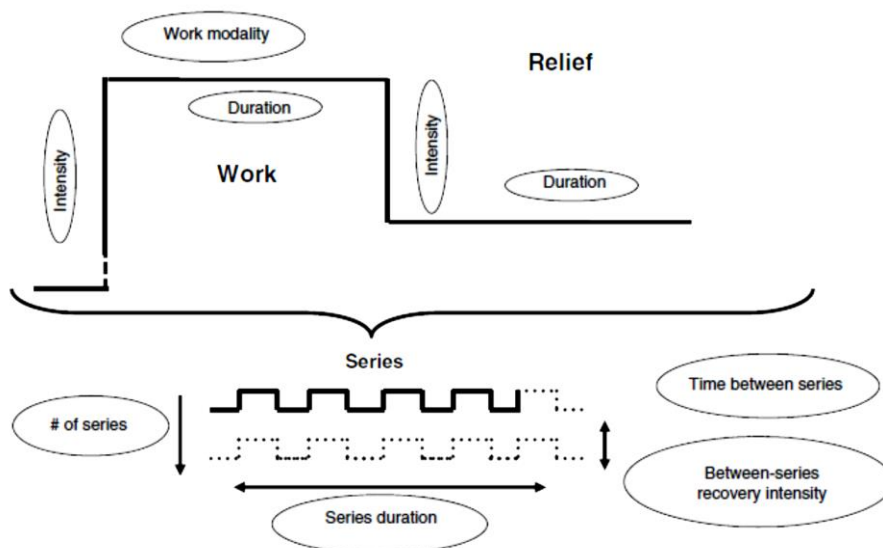 Work modality
Relief
Duration
Intensity
Intensity
Work
Duration
Series
Time between series
# of series
Between-series
recovery intensity
Series duration